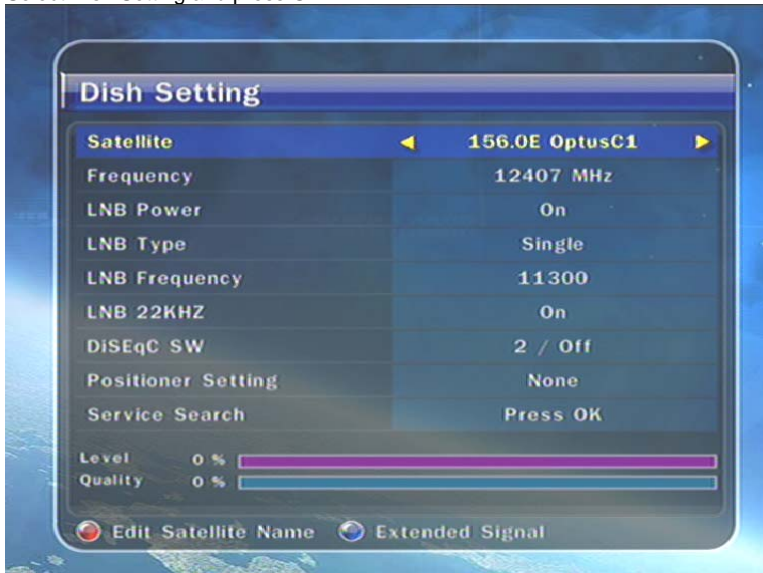 Dish Setting
Satellite 156.0E OptusC1
Frequency 12407 MHz
LNB Power On
LNB Type Single
LNB Frequency 11300
LNB 22KHZ On
DiSEqC SW 2 / Off
Positioner Setting None
Service Search Press OK
Level 0 %
Quality 0 %
Edit Satellite Name Extended Signal